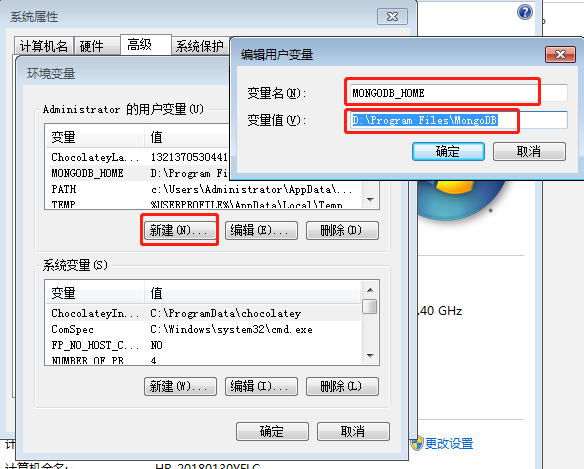 系统属性
计算机名 硬件 高级 系统保护
环境变量
Administrator 的用户变量(U)
变量 值
ChocolateyLa... 1321370530441
MONGODB_HOME D:\Program Fi
PATH c:\Users\Administrator\AppData\...
TEMP %USERPROFILE%\AppData\Local\Temp
新建(N)... 编辑(E)... 删除(D)
系统变量(S)
变量 值
ChocolateyIn... C:\ProgramData\chocolatey
ComSpec C:\Windows\system32\cmd.exe
FP_NO_HOST_C... NO
NUMBER_OF_PR 4
新建(W)... 编辑(I)... 删除(L)
确定 取消
编辑用户变量
变量名(N): MONGODB_HOME
变量值(V): D:\Program Files\MongoDB
确定 取消
.40 GHz
更改设置
计算机全名: HP-20180130YFLC